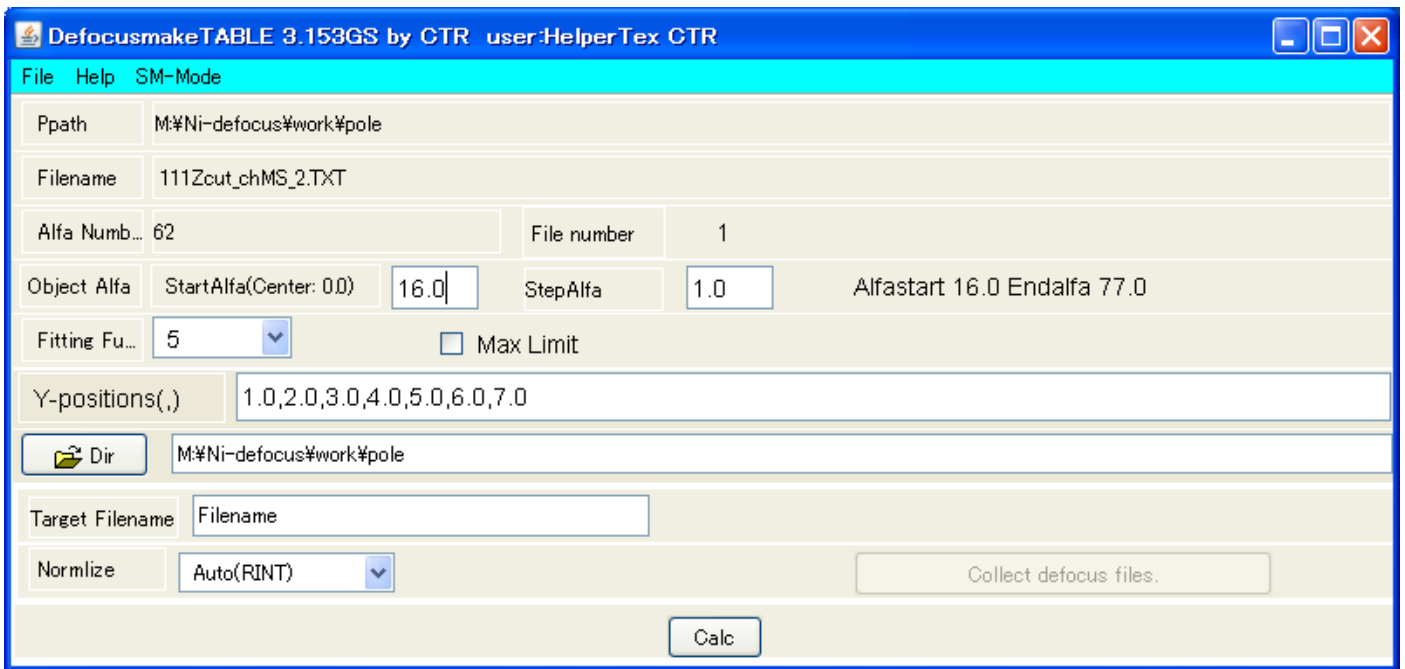 DefocusmakeTABLE 3.153GS by CTR user:HelperTex CTR
File Help SM-Mode
Ppath M:¥Ni-defocus¥work¥pole
Filename 111Zcut_chMS_2.TXT
Alfa Numb... 62 File number 1
Object Alfa StartAlfa(Center: 0.0) 16.0 StepAlfa 1.0 Alfastart 16.0 Endalfa 77.0
Fitting Fu... 5 Max Limit
Y-positions(,) 1.0,2.0,3.0,4.0,5.0,6.0,7.0
Dir M:¥Ni-defocus¥work¥pole
Target Filename Filename
Normlize Auto(RINT) Collect defocus files.
Calc